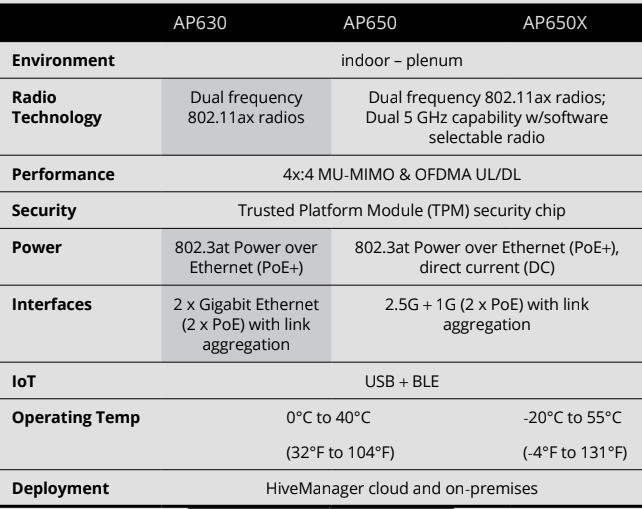 AP630 AP650 AP650X
Environment indoor – plenum
Radio Technology
Dual frequency
802.11ax radios
Dual frequency 802.11ax radios;
Dual 5 GHz capability w/software
selectable radio
Performance 4x:4 MU-MIMO & OFDMA UL/DL
Security Trusted Platform Module (TPM) security chip
Power
802.3at Power over
Ethernet (PoE+)
802.3at Power over Ethernet (PoE+),
direct current (DC)
Interfaces
2 x Gigabit Ethernet
(2 x PoE) with link
aggregation
2.5G + 1G (2 x PoE) with link
aggregation
IoT USB + BLE
Operating Temp 0°C to 40°C -20°C to 55°C
(32°F to 104°F) (-4°F to 131°F)
Deployment HiveManager cloud and on-premises